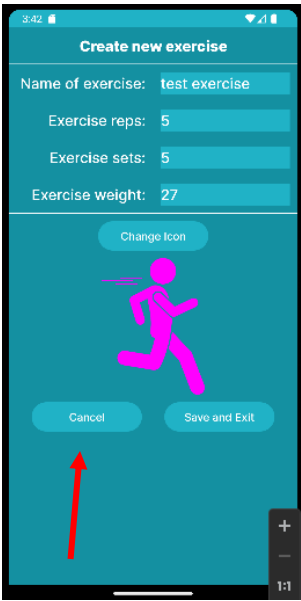 3:42
Create new exercise
Name of exercise: test exercise
Exercise reps: 5
Exercise sets: 5
Exercise weight: 27
Change Icon
Cancel Save and Exit
+
−
1:1